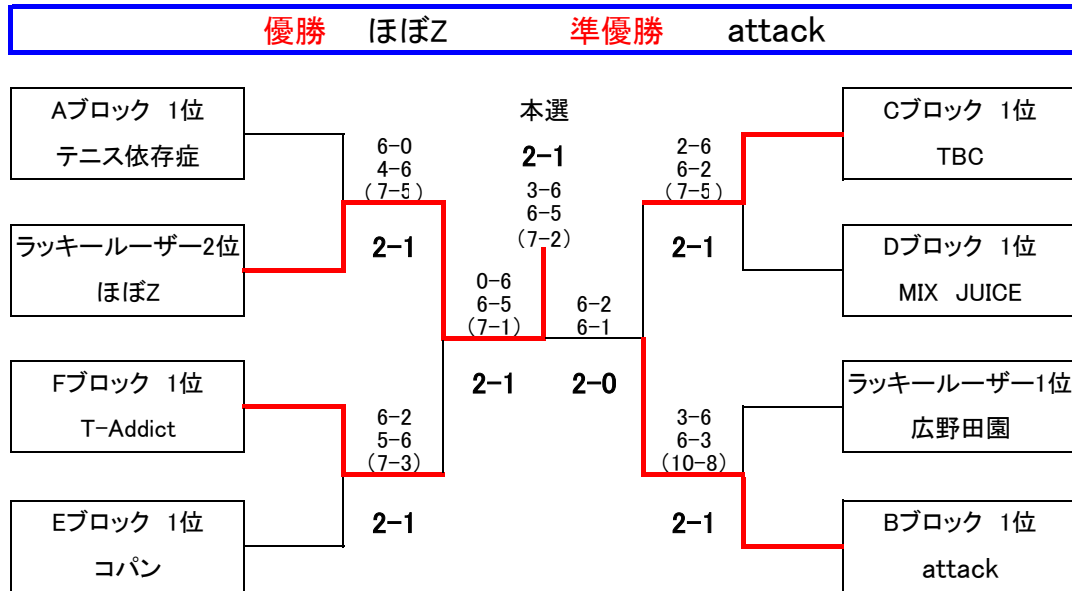 優勝 ほぼZ 準優勝 attack
本選
2-1
3-6
6-5
(7-2)
Aブロック 1位
テニス依存症
ラッキールーザー2位
ほぼZ
6-0
4-6
(7-5)
2-1
Fブロック 1位
T-Addict
Eブロック 1位
コパン
6-2
5-6
(7-3)
2-1
0-6
6-5
(7-1)
2-1
6-2
6-1
2-0
2-6
6-2
(7-5)
2-1
Cブロック 1位
TBC
Dブロック 1位
MIX JUICE
3-6
6-3
(10-8)
2-1
ラッキールーザー1位
広野田園
Bブロック 1位
attack